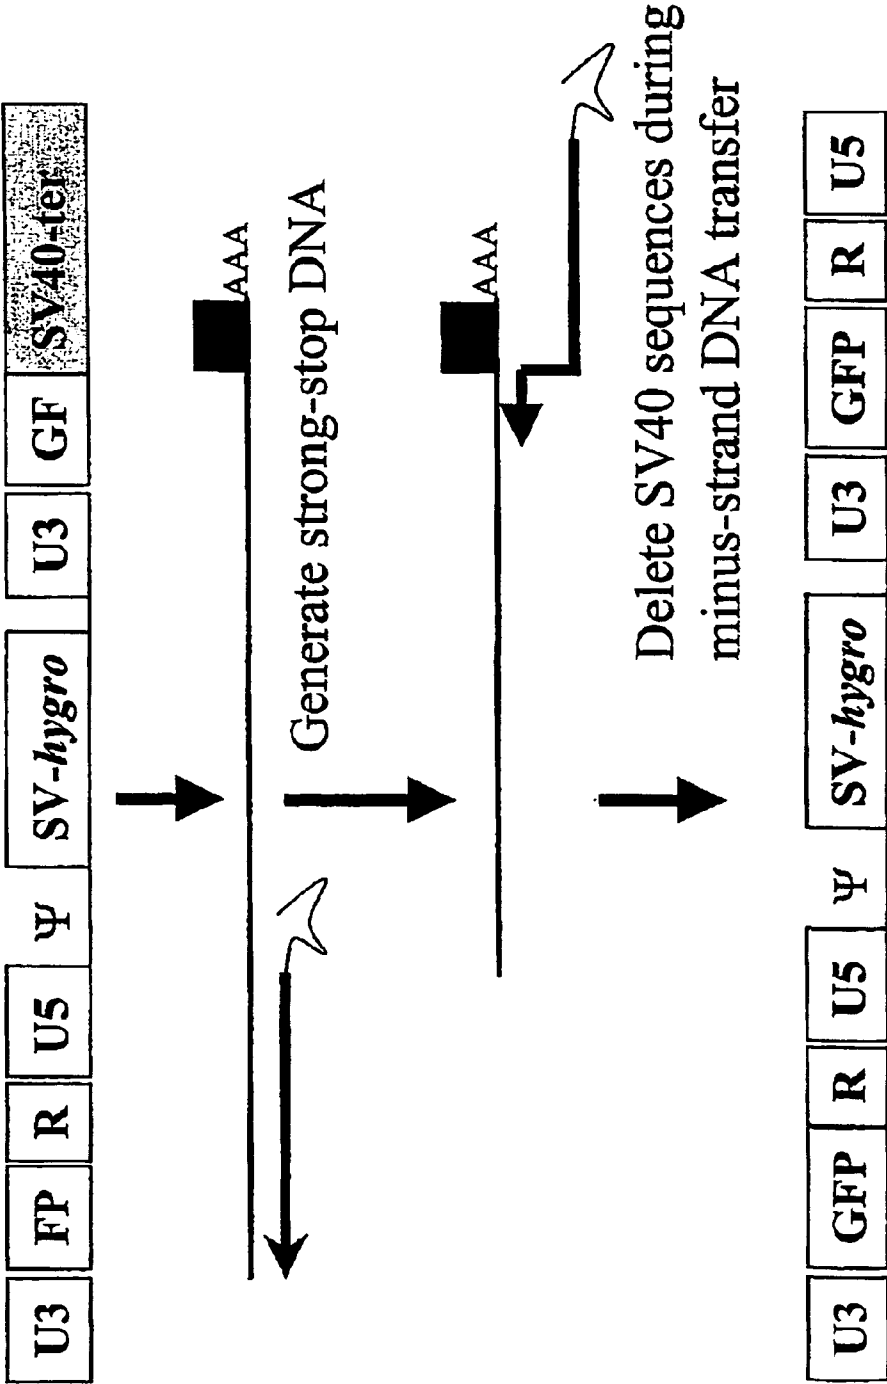 U3 FP R U5 Ψ SV-hygro U3 GF SV40-ter
AAA
Generate strong-stop DNA
AAA
Delete SV40 sequences during
minus-strand DNA transfer
U3 GFP R U5 Ψ SV-hygro U3 GFP R U5